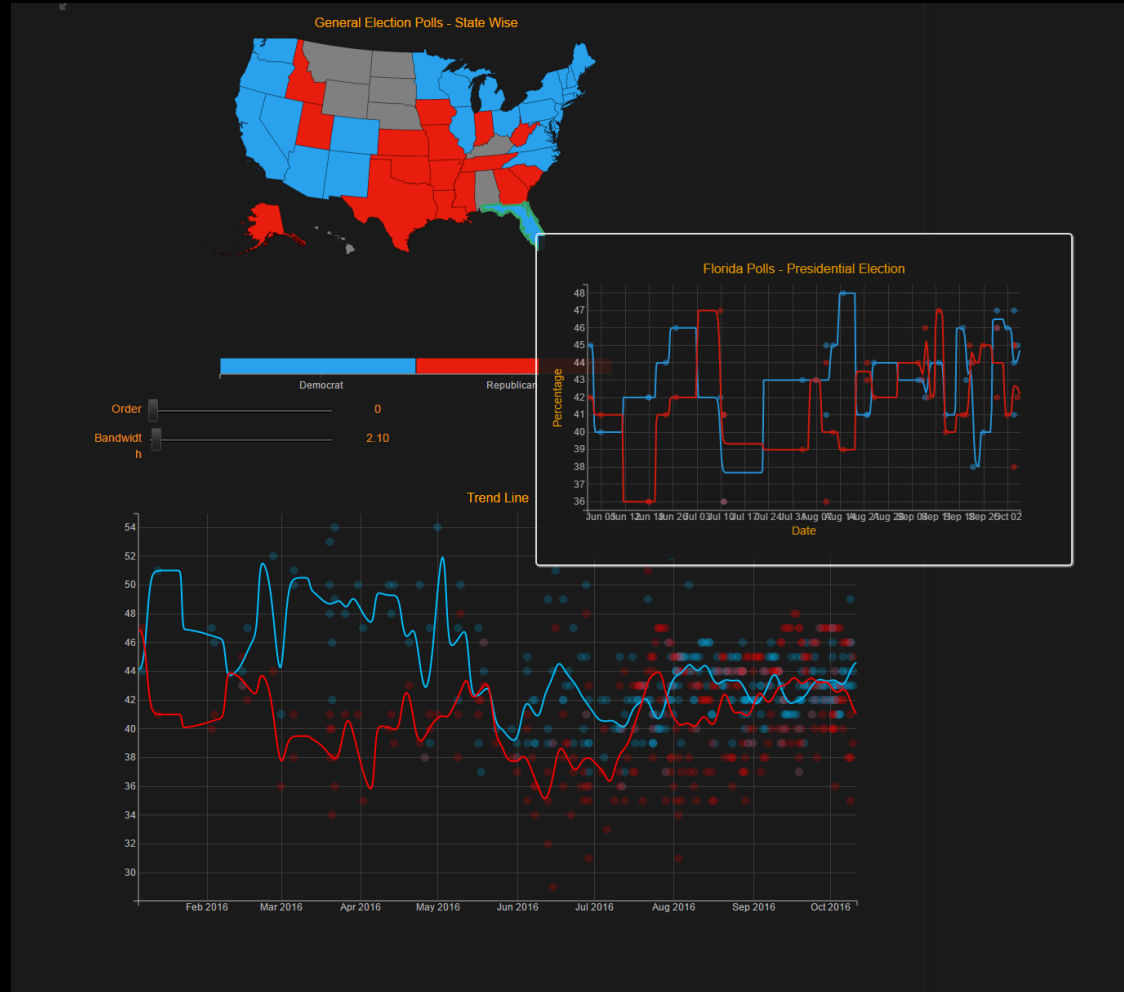 General Election Polls - State Wise
Democrat
Republican
Order
0
Bandwidt
h
2.10
Florida Polls - Presidential Election
48
47
46
45
44
43
42
41
40
39
38
37
36
Percentage
Jun 05 Jun 12 Jun 19 Jun 26 Jul 03 Jul 10 Jul 17 Jul 24 Jul 31 Aug 07 Aug 14 Aug 21 Aug 28 Sep 04 Sep 11 Sep 18 Sep 25 Oct 02
Date
Trend Line
54
52
50
48
46
44
42
40
38
36
34
32
30
Feb 2016 Mar 2016 Apr 2016 May 2016 Jun 2016 Jul 2016 Aug 2016 Sep 2016 Oct 2016